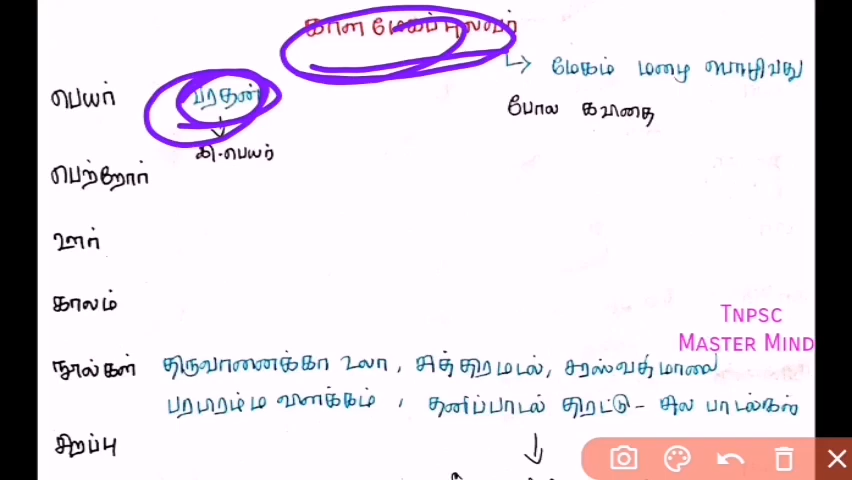 காள மேகப்புலவர்
மேகம் மழை பொழிவது
போல கவிதை
பெயர் வரதன்
இ.பெயர்
பெற்றோர்
ஊர்
காலம்
TNPSC
MASTER MIND
நூல்கள் திருவானைக்கா உலா, சித்திரமடல், சரஸ்வதி மாலை
பரபிரம்ம விளக்கம், தனிப்பாடல் திரட்டு - சில பாடல்கள்
சிறப்பு